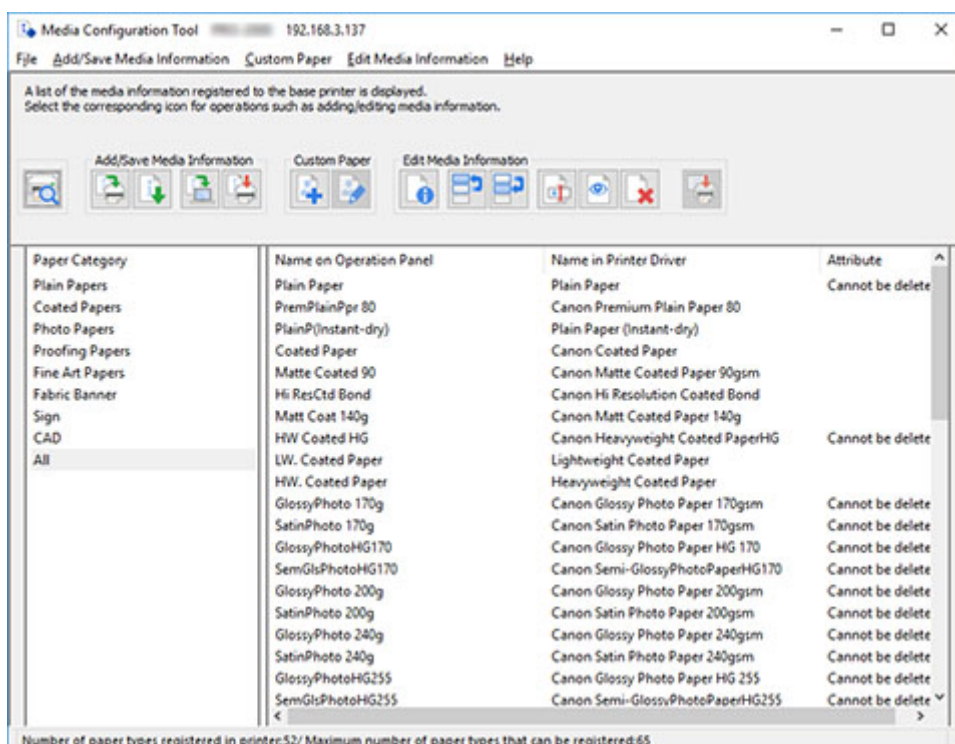 Media Configuration Tool 192.168.3.137
File Add/Save Media Information Custom Paper Edit Media Information Help
A list of the media information registered to the base printer is displayed.
Select the corresponding icon for operations such as adding/editing media information.
Add/Save Media Information Custom Paper Edit Media Information
Paper Category Name on Operation Panel Name in Printer Driver Attribute
Plain Papers Plain Paper Plain Paper Cannot be delete
Coated Papers PremPlainPpr 80 Canon Premium Plain Paper 80
Photo Papers PlainP(Instant-dry) Plain Paper (Instant-dry)
Proofing Papers Coated Paper Canon Coated Paper
Fine Art Papers Matte Coated 90 Canon Matte Coated Paper 90gsm
Fabric Banner Hi ResCtd Bond Canon Hi Resolution Coated Bond
Sign Matt Coat 140g Canon Matt Coated Paper 140g
CAD HW Coated HG Canon Heavyweight Coated PaperHG Cannot be delete
All LW. Coated Paper Lightweight Coated Paper
HW. Coated Paper Heavyweight Coated Paper
GlossyPhoto 170g Canon Glossy Photo Paper 170gsm Cannot be delete
SatinPhoto 170g Canon Satin Photo Paper 170gsm Cannot be delete
GlossyPhotoHG170 Canon Glossy Photo Paper HG 170 Cannot be delete
SemGlsPhotoHG170 Canon Semi-GlossyPhotoPaperHG170 Cannot be delete
GlossyPhoto 200g Canon Glossy Photo Paper 200gsm Cannot be delete
SatinPhoto 200g Canon Satin Photo Paper 200gsm Cannot be delete
GlossyPhoto 240g Canon Glossy Photo Paper 240gsm Cannot be delete
SatinPhoto 240g Canon Satin Photo Paper 240gsm Cannot be delete
GlossyPhotoHG255 Canon Glossy Photo Paper HG 255 Cannot be delete
SemGlsPhotoHG255 Canon Semi-GlossyPhotoPaperHG255 Cannot be delete
Number of paper types registered in printer:52/ Maximum number of paper types that can be registered:65